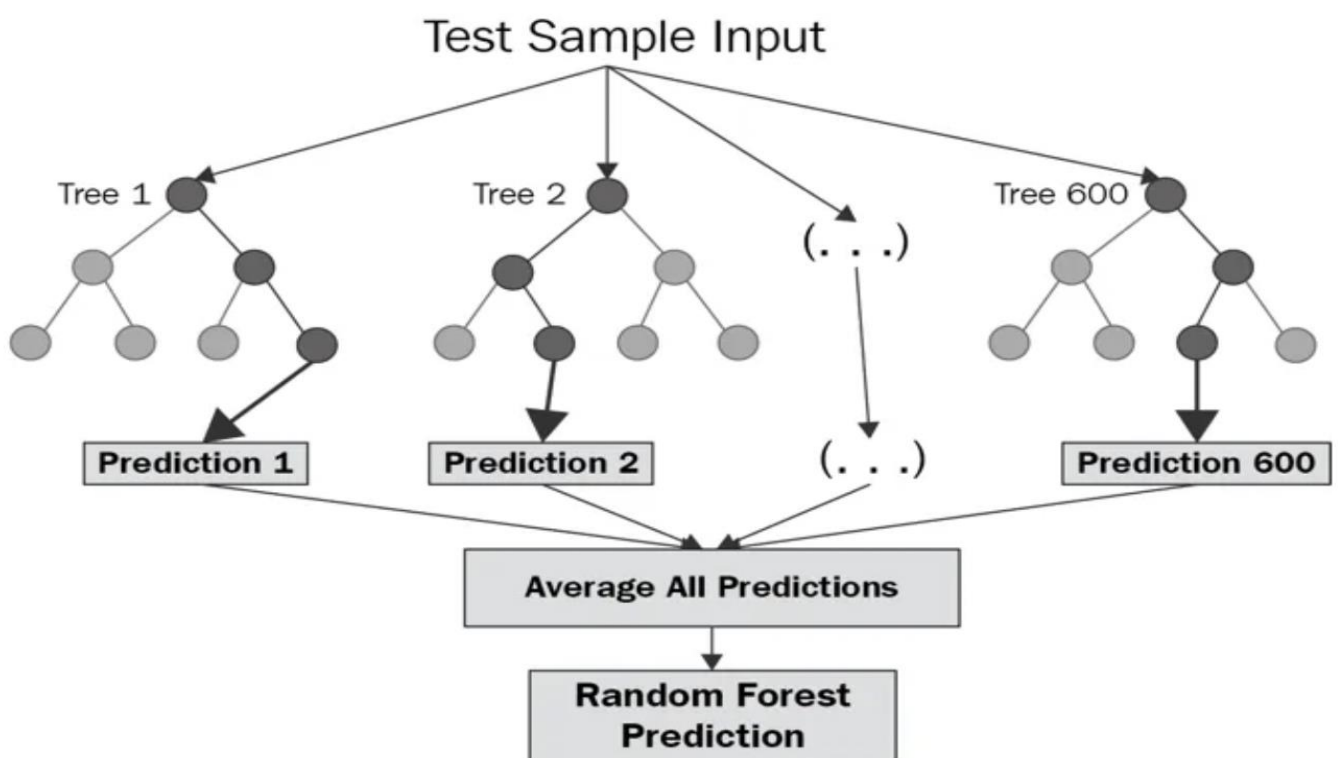 Test Sample Input
Tree 1
Tree 2
Tree 600
(. . .)
Prediction 1
Prediction 2
(. . .)
Prediction 600
Average All Predictions
Random Forest
Prediction